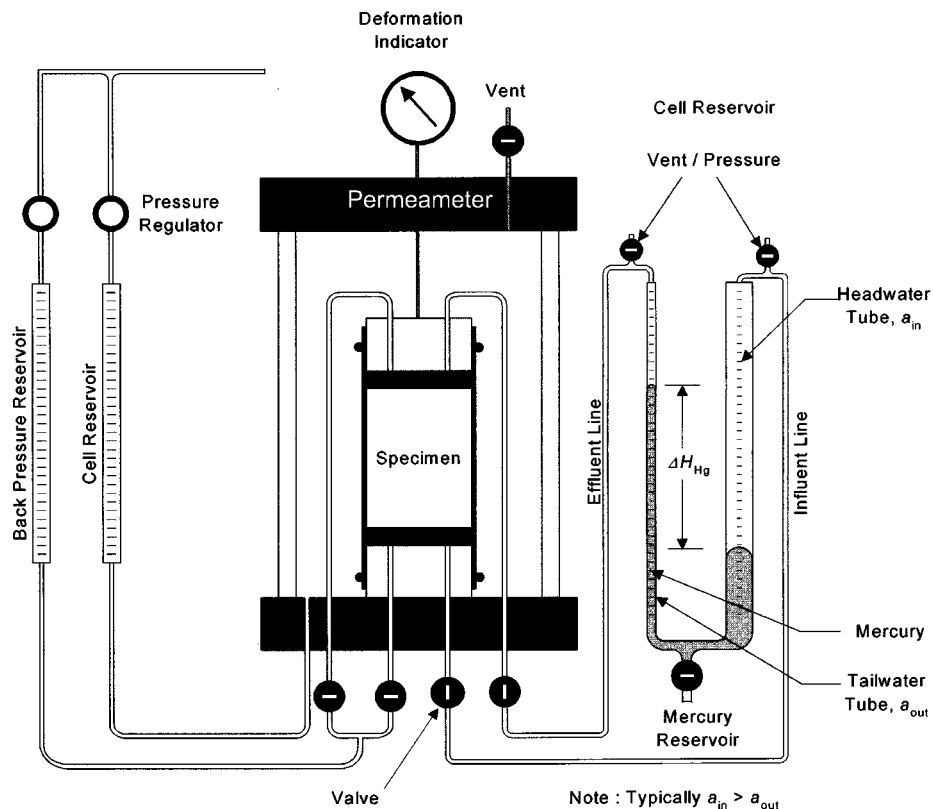 Deformation
Indicator
Vent
Cell Reservoir
Vent / Pressure
Permeameter
Pressure
Regulator
Headwater
Tube, a_in
Back Pressure Reservoir
Cell Reservoir
Specimen
Effluent Line
ΔH_Hg
Influent Line
Mercury
Tailwater
Tube, a_out
Mercury
Reservoir
Valve
Note : Typically a_in > a_out